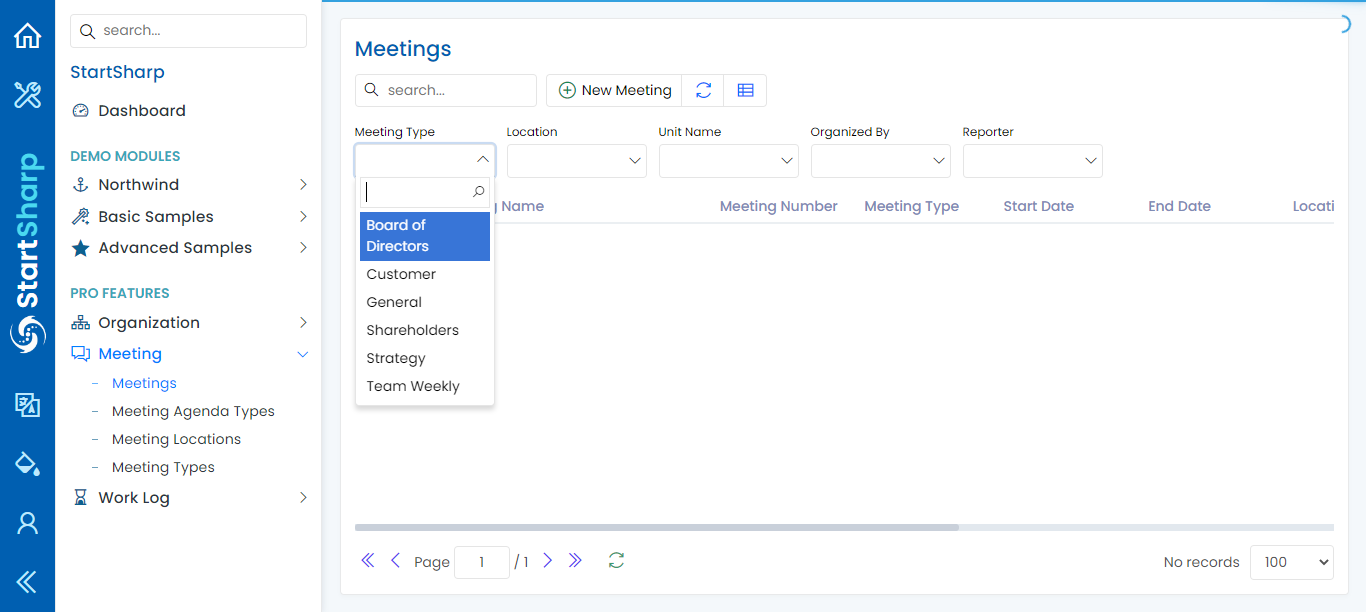 search...
StartSharp
Dashboard
DEMO MODULES
Northwind
Basic Samples
Advanced Samples
PRO FEATURES
Organization
Meeting
Meetings
Meeting Agenda Types
Meeting Locations
Meeting Types
Work Log
StartSharp
Meetings
search...
New Meeting
Meeting Type Location Unit Name Organized By Reporter
g Name Meeting Number Meeting Type Start Date End Date Locati
Board of
Directors
Customer
General
Shareholders
Strategy
Team Weekly
Page 1 / 1
No records 100